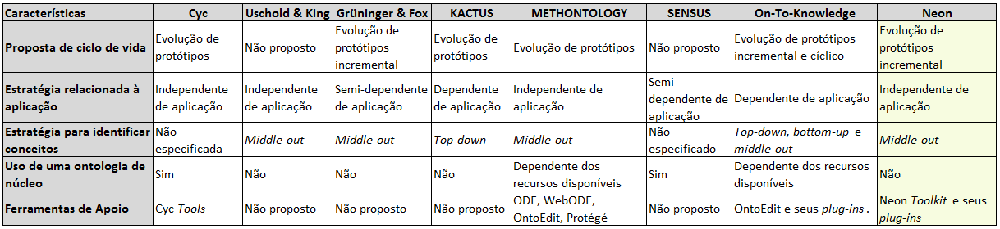 Características Cyc Uschold & King Grüninger & Fox KACTUS METHONTOLOGY SENSUS On-To-Knowledge Neon
Proposta de ciclo de vida
Evolução de
protótipos
Não proposto
Evolução de
protótipos
incremental
Evolução de
protótipos
Evolução de protótipos
Não proposto
Evolução de protótipos
incremental e cíclico
Evolução de
protótipos
incremental
Estratégia relacionada à
aplicação
Independente
de aplicação
Independente
de aplicação
Semi-dependente
de aplicação
Dependente
de aplicação
Independente de
aplicação
Semi-
dependente de
aplicação
Dependente de aplicação
Independente de
aplicação
Estratégia para identificar
conceitos
Não
especificada
Middle-out
Middle-out
Top-down
Middle-out
Não
especificado
Top-down, bottom-up e
middle-out
Middle-out
Uso de uma ontologia de
núcleo
Sim
Não
Não
Não
Dependente dos
recursos disponíveis
Sim
Dependente dos recursos
disponíveis
Não
Ferramentas de Apoio
Cyc Tools
Não proposto
Não proposto
Não proposto
ODE, WebODE,
OntoEdit, Protégé
Não proposto
OntoEdit e seus plug-ins .
Neon Toolkit e seus
plug-ins